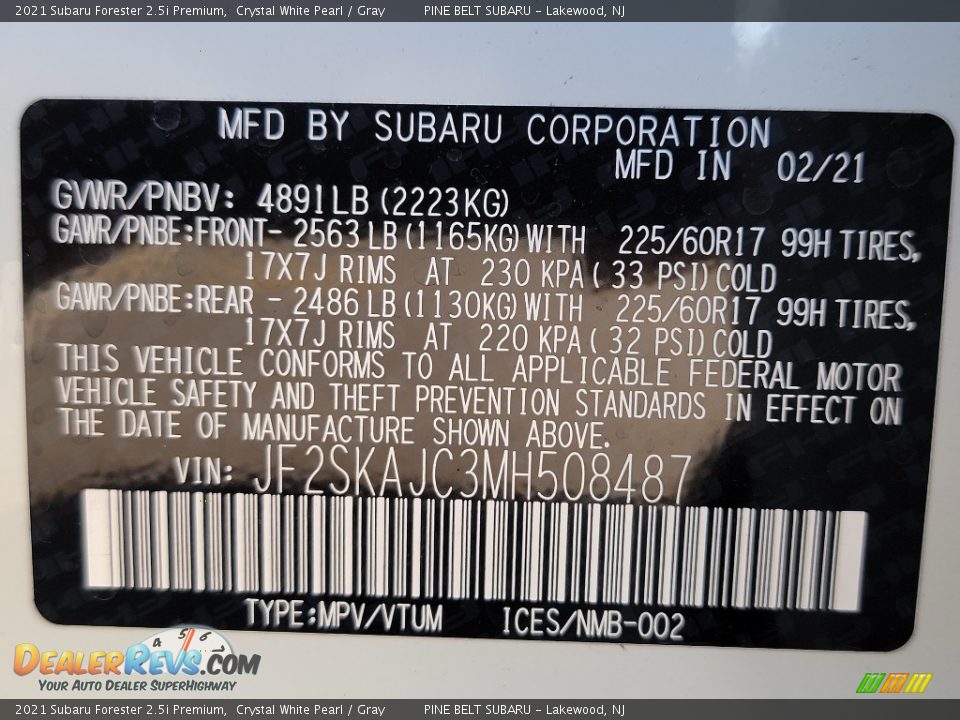 2021 Subaru Forester 2.5i Premium,  Crystal White Pearl / Gray        PINE BELT SUBARU - Lakewood, NJ
MFD BY SUBARU CORPORATION
MFD IN 02/21
GVWR/PNBV: 4891LB (2223KG)
GAWR/PNBE:FRONT- 2563 LB (1165KG) WITH 225/60R17 99H TIRES,
17X7J RIMS AT 230 KPA ( 33 PSI) COLD
GAWR/PNBE:REAR - 2486 LB (1130KG) WITH 225/60R17 99H TIRES,
17X7J RIMS AT 220 KPA ( 32 PSI) COLD
THIS VEHICLE CONFORMS TO ALL APPLICABLE FEDERAL MOTOR
VEHICLE SAFETY AND THEFT PREVENTION STANDARDS IN EFFECT ON
THE DATE OF MANUFACTURE SHOWN ABOVE.
VIN: JF2SKAJC3MH508487
TYPE:MPV/VTUM ICES/NMB-002
4 5 6
DEALERREVS.COM
YOUR AUTO DEALER SUPERHIGHWAY
2021 Subaru Forester 2.5i Premium,  Crystal White Pearl / Gray        PINE BELT SUBARU - Lakewood, NJ